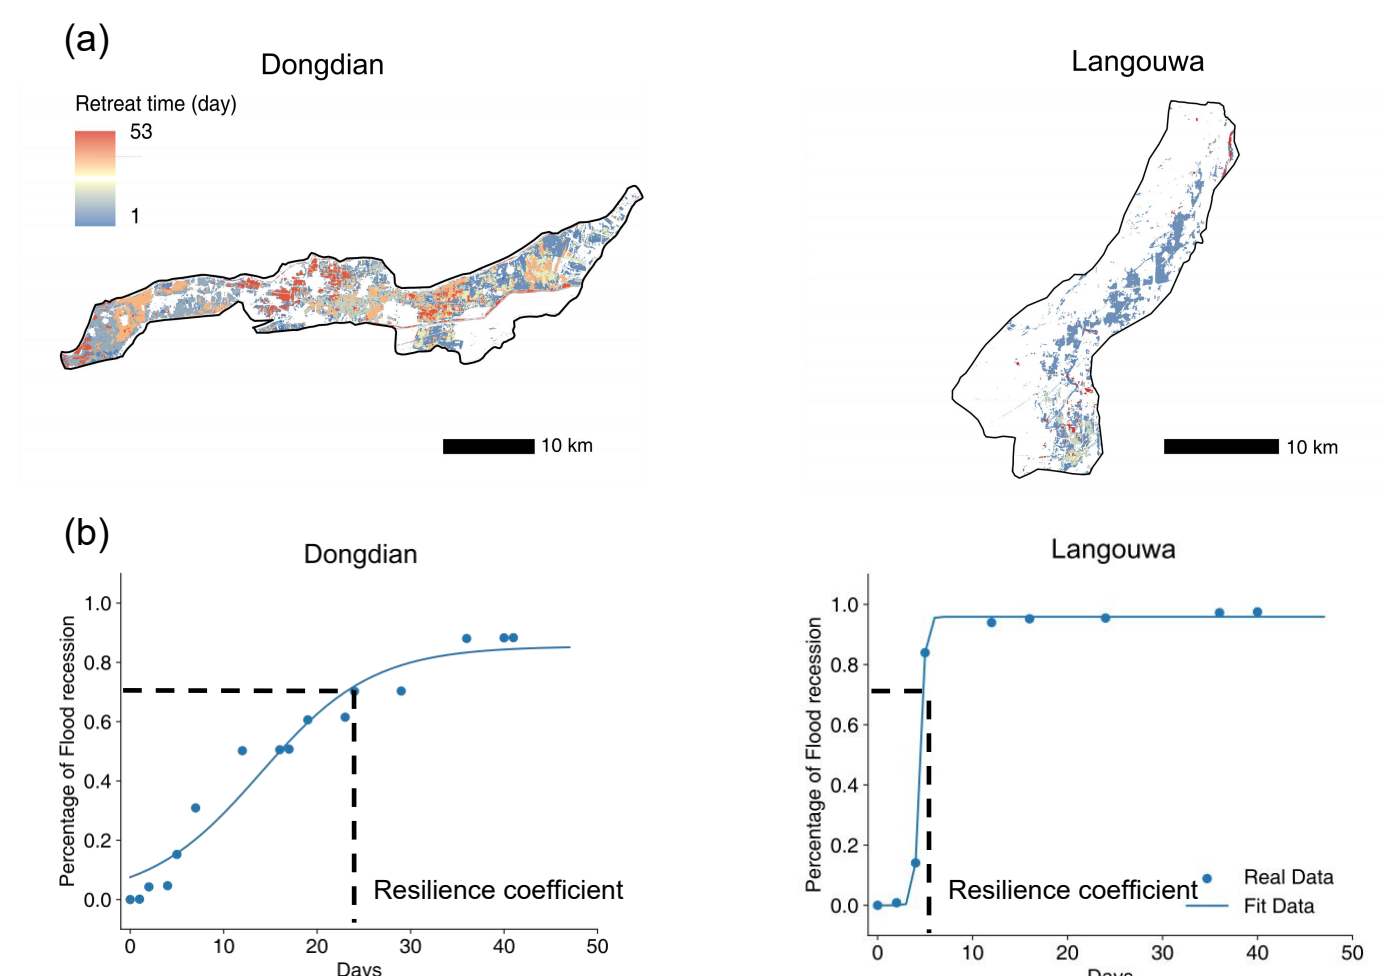 (a)
Dongdian
Langouwa
Retreat time (day)
53
1
10 km
10 km
(b)
Dongdian
Langouwa
Percentage of Flood recession
1.0
0.8
0.6
0.4
0.2
0.0
Resilience coefficient
0 10 20 30 40 50
Days
Percentage of Flood recession
1.0
0.8
0.6
0.4
0.2
0.0
Resilience coefficient
Real Data
Fit Data
0 10 20 30 40 50
Days